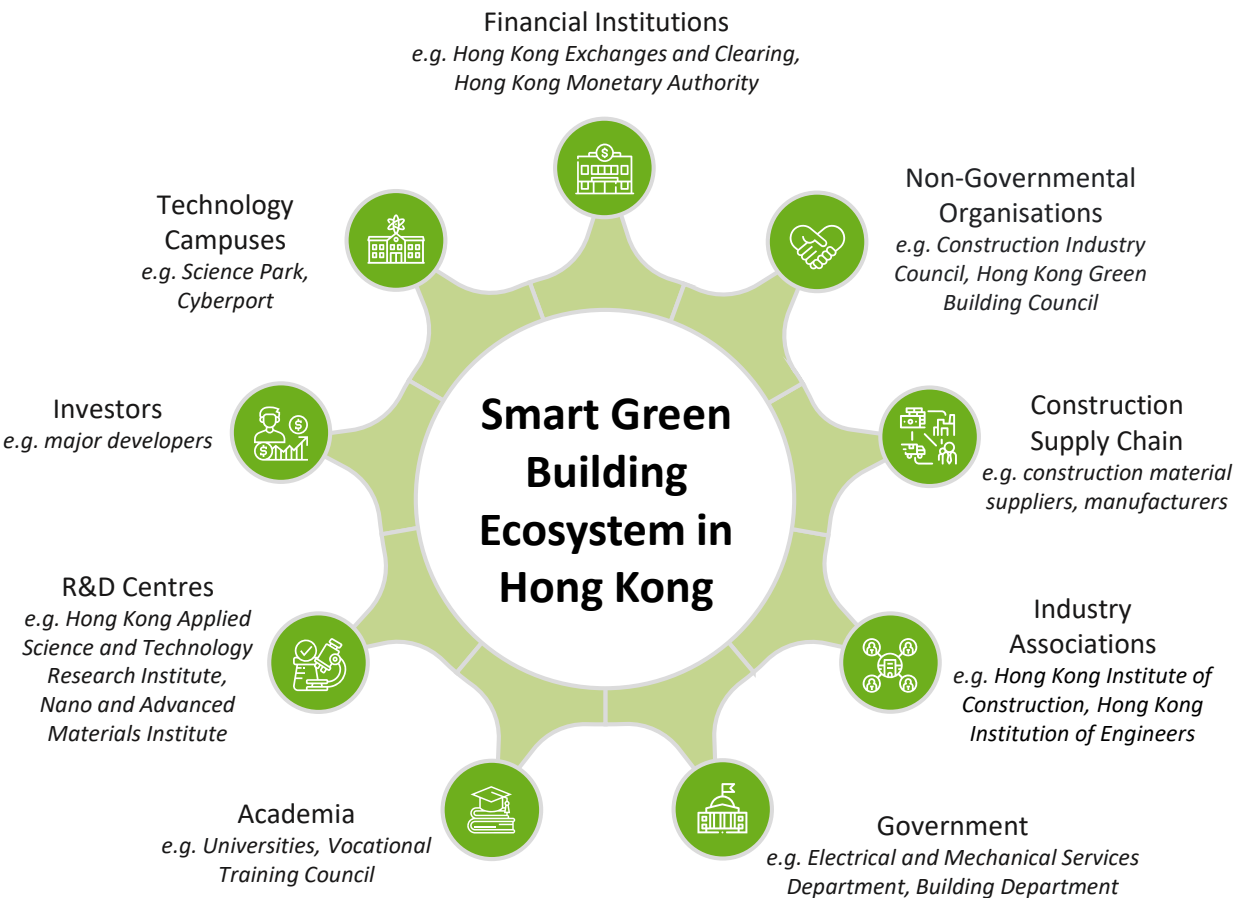 Financial Institutions
e.g. Hong Kong Exchanges and Clearing,
Hong Kong Monetary Authority
Non-Governmental
Organisations
e.g. Construction Industry
Council, Hong Kong Green
Building Council
Technology
Campuses
e.g. Science Park,
Cyberport
Construction
Supply Chain
e.g. construction material
suppliers, manufacturers
Investors
e.g. major developers
Smart Green
Building
Ecosystem in
Hong Kong
R&D Centres
e.g. Hong Kong Applied
Science and Technology
Research Institute,
Nano and Advanced
Materials Institute
Industry
Associations
e.g. Hong Kong Institute of
Construction, Hong Kong
Institution of Engineers
Academia
e.g. Universities, Vocational
Training Council
Government
e.g. Electrical and Mechanical Services
Department, Building Department